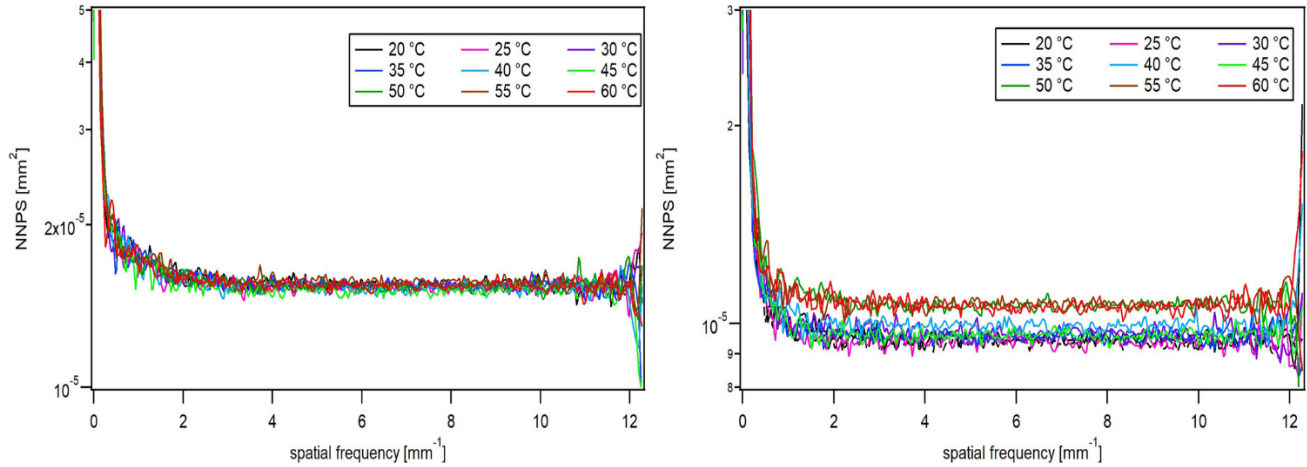 5
4
3
2x10⁻⁵
10⁻⁵
NNPS [mm²]
20 °C 25 °C 30 °C
35 °C 40 °C 45 °C
50 °C 55 °C 60 °C
0 2 4 6 8 10 12
spatial frequency [mm⁻¹]
3
2
10⁻⁵
9
8
NNPS [mm²]
20 °C 25 °C 30 °C
35 °C 40 °C 45 °C
50 °C 55 °C 60 °C
0 2 4 6 8 10 12
spatial frequency [mm⁻¹]